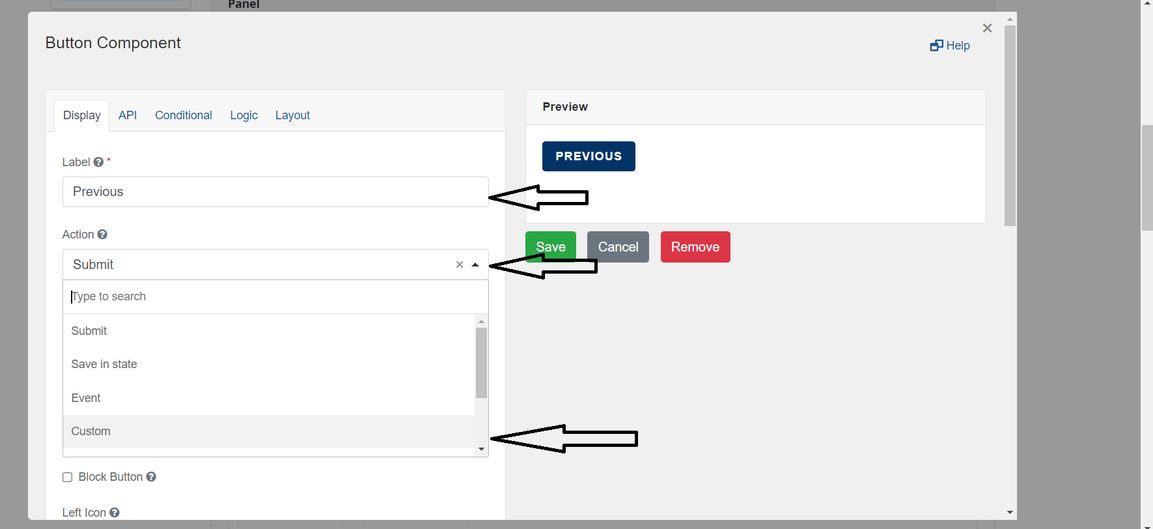 Panel
Button Component
Help
Display API Conditional Logic Layout
Label *
Previous
Action
Submit
Type to search
Submit
Save in state
Event
Custom
Block Button
Left Icon
Preview
PREVIOUS
Save Cancel Remove